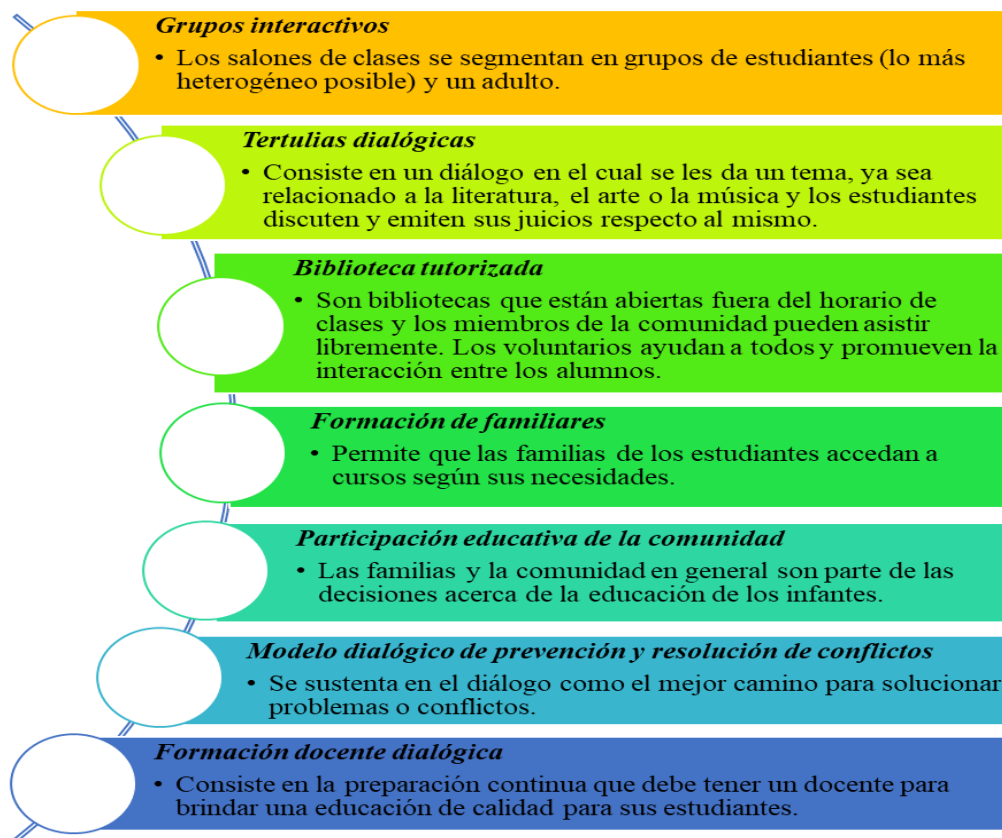 Grupos interactivos
• Los salones de clases se segmentan en grupos de estudiantes (lo más
heterogéneo posible) y un adulto.
Tertulias dialógicas
• Consiste en un diálogo en el cual se les da un tema, ya sea
relacionado a la literatura, el arte o la música y los estudiantes
discuten y emiten sus juicios respecto al mismo.
Biblioteca tutorizada
• Son bibliotecas que están abiertas fuera del horario de
clases y los miembros de la comunidad pueden asistir
libremente. Los voluntarios ayudan a todos y promueven la
interacción entre los alumnos.
Formación de familiares
• Permite que las familias de los estudiantes accedan a
cursos según sus necesidades.
Participación educativa de la comunidad
• Las familias y la comunidad en general son parte de las
decisiones acerca de la educación de los infantes.
Modelo dialógico de prevención y resolución de conflictos
• Se sustenta en el diálogo como el mejor camino para solucionar
problemas o conflictos.
Formación docente dialógica
• Consiste en la preparación continua que debe tener un docente para
brindar una educación de calidad para sus estudiantes.